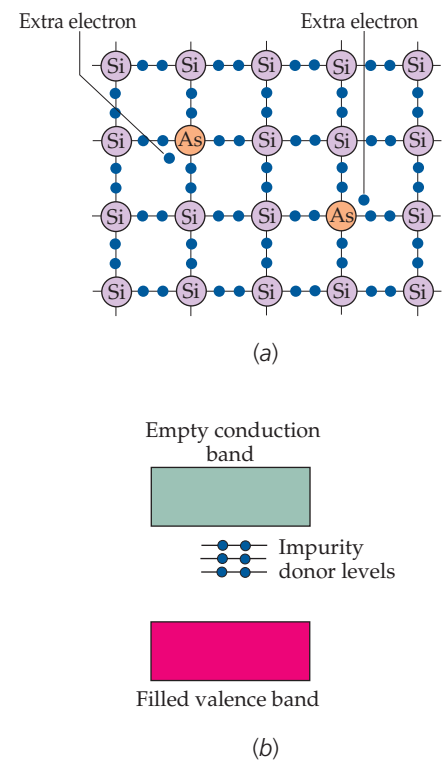 Extra electron Extra electron
Si Si Si Si Si
Si As Si Si Si
Si Si Si As Si
Si Si Si Si Si
(a)
Empty conduction
band
Impurity
donor levels
Filled valence band
(b)